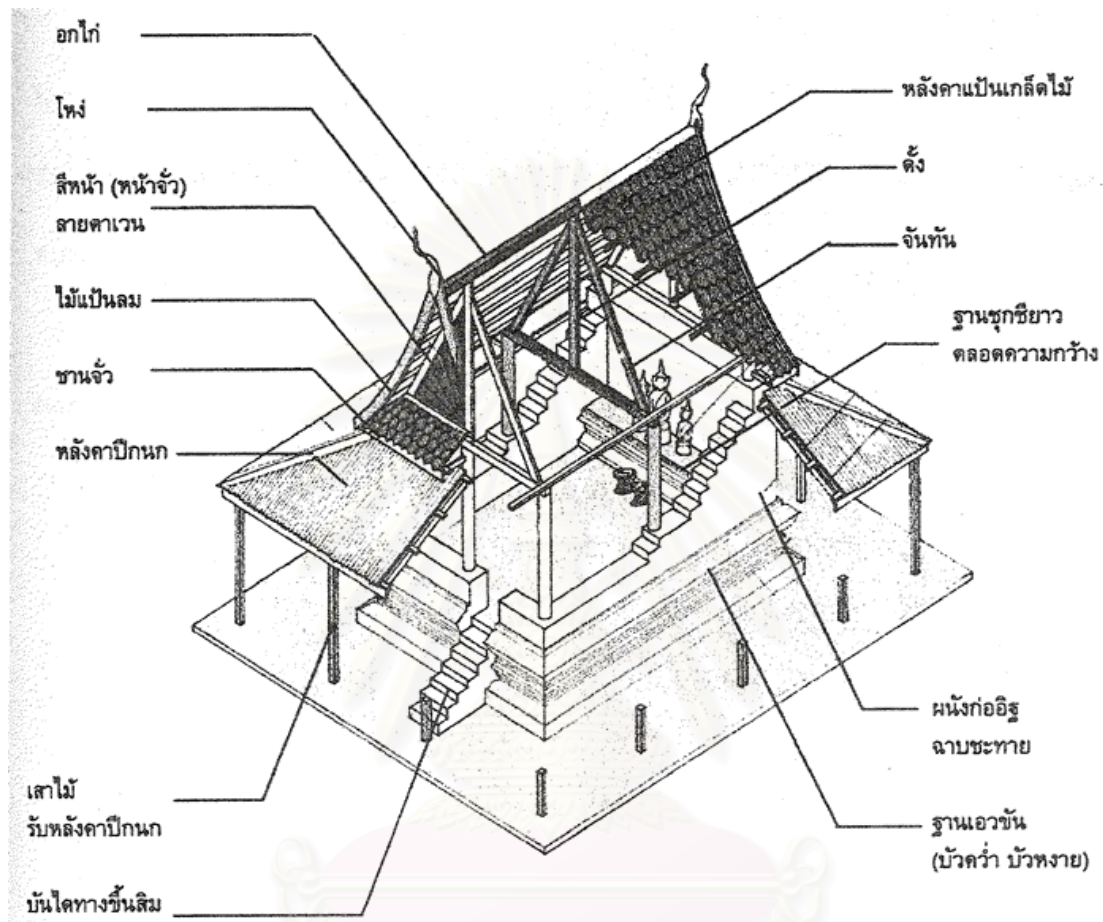 อกไก่
โหง่
สีหน้า (หน้าจั่ว)
ลายตาเวน
ไม้แป้นลม
ชานจั่ว
หลังคาปีกนก
เสาไม้
รับหลังคาปีกนก
บันไดทางขึ้นสิม
หลังคาแป้นเกล็ดไม้
ดั้ง
จันทัน
ฐานชุกชียาว
ตลอดความกว้าง
ผนังก่ออิฐ
ฉาบชะทาย
ฐานเอวขัน
(บัวคว่ำ บัวหงาย)